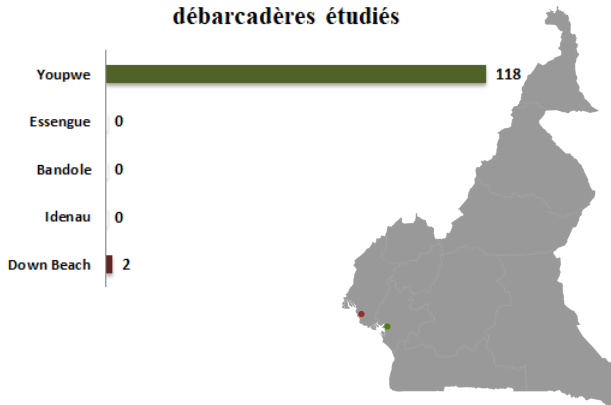 débarcadères étudiés
Youpwe 118
Essengue 0
Bandole 0
Idenau 0
Down Beach 2